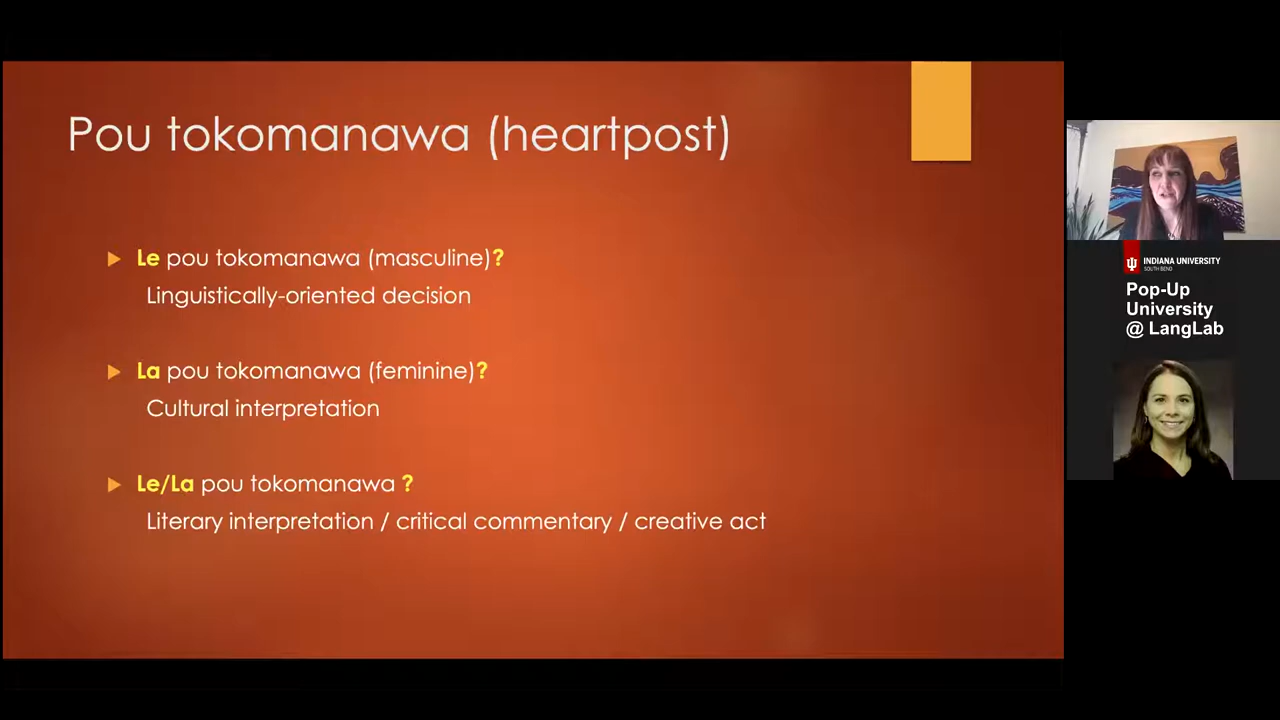 Pou tokomanawa (heartpost)
Le pou tokomanawa (masculine)?
Linguistically-oriented decision
La pou tokomanawa (feminine)?
Cultural interpretation
Le/La pou tokomanawa ?
Literary interpretation / critical commentary / creative act
INDIANA UNIVERSITY
SOUTH BEND
Pop-Up
University
@ LangLab